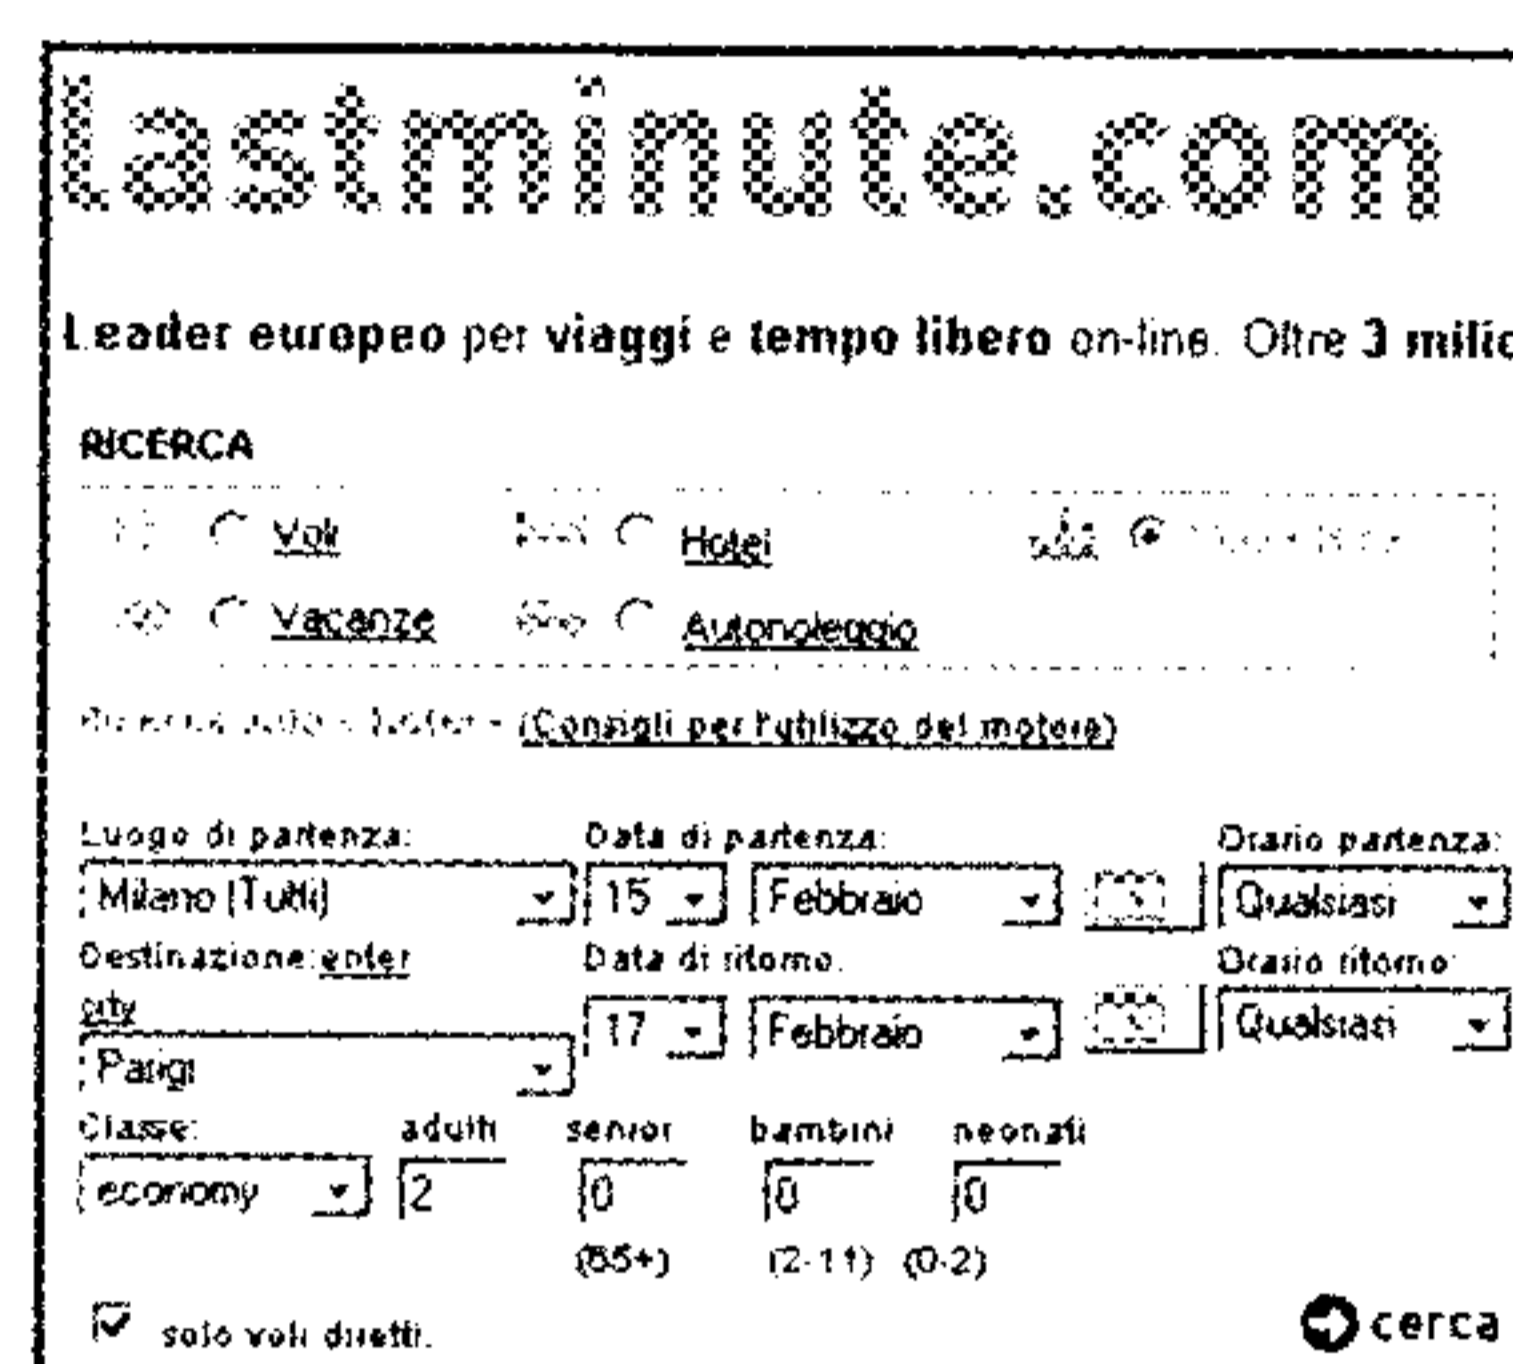 lastminute.com
Leader europeo per viaggi e tempo libero on-line. Oltre 3 milio
RICERCA
Voli Hotel
Vacanze Autonoleggio
(Consigli per l'utilizzo del motore)
Luogo di partenza: Data di partenza: Orario partenza:
Milano (Tutti) 15 Febbraio Qualsiasi
Destinazione: enter Data di ritorno: Orario ritorno:
city
17 Febbraio Qualsiasi
Parigi
Classe: adulti senior bambini neonati
economy 2 0 0 0
(65+) (2-11) (0-2)
solo voli diretti. cerca